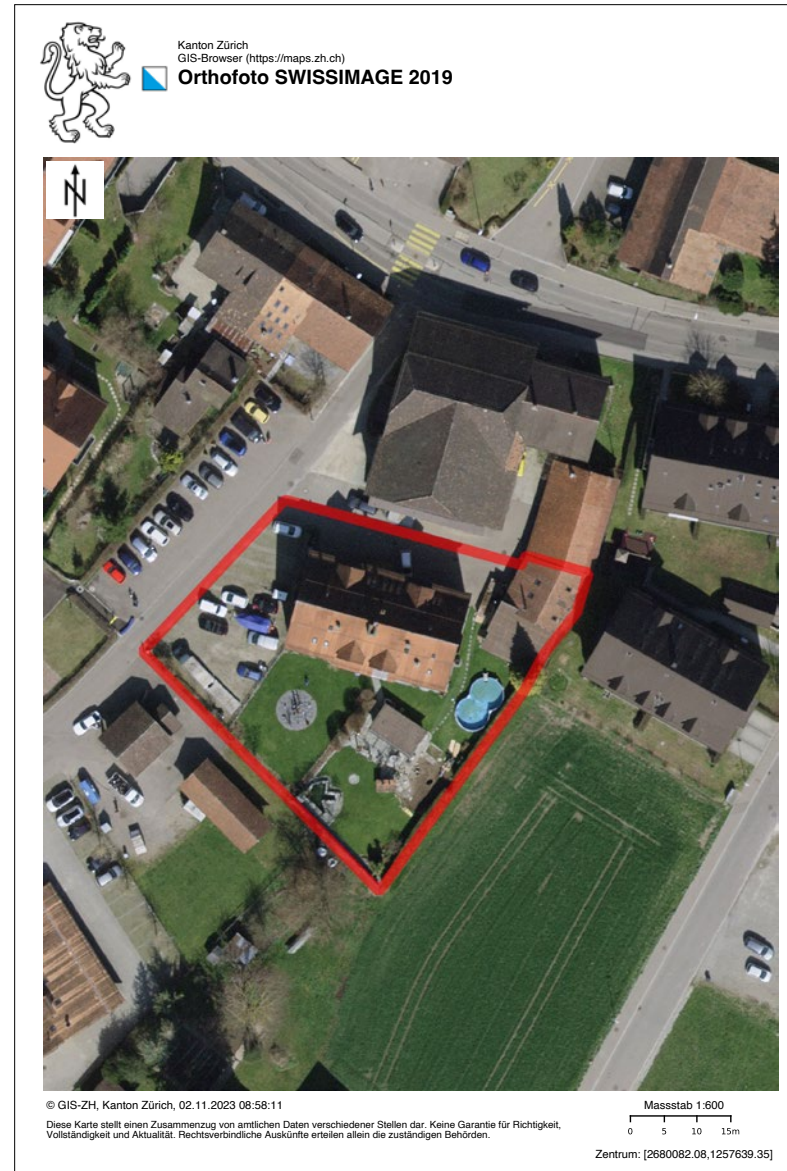 Kanton Zürich
GIS-Browser (https://maps.zh.ch)
Orthofoto SWISSIMAGE 2019
N
© GIS-ZH, Kanton Zürich, 02.11.2023 08:58:11
Diese Karte stellt einen Zusammenzug von amtlichen Daten verschiedener Stellen dar. Keine Garantie für Richtigkeit,
Vollständigkeit und Aktualität. Rechtsverbindliche Auskünfte erteilen allein die zuständigen Behörden.
Massstab 1:600
0 5 10 15m
Zentrum: [2680082.08,1257639.35]